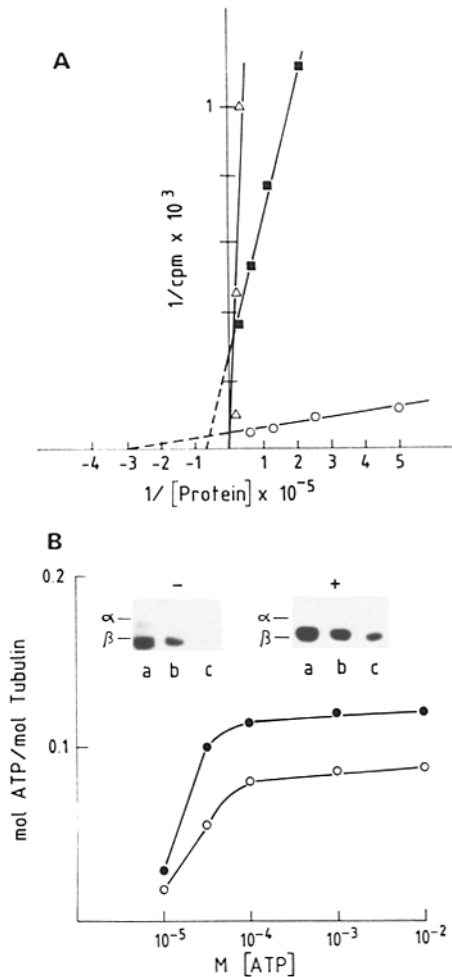 A
1
1/cpm x 10³
-4 -3 -2 -1 1 2 3 4 5
1/ [Protein] x 10⁻⁵
B
0.2
0.1
mol ATP/mol Tubulin
− +
α– α–
β– β–
a b c a b c
10⁻⁵ 10⁻⁴ 10⁻³ 10⁻²
M [ATP]